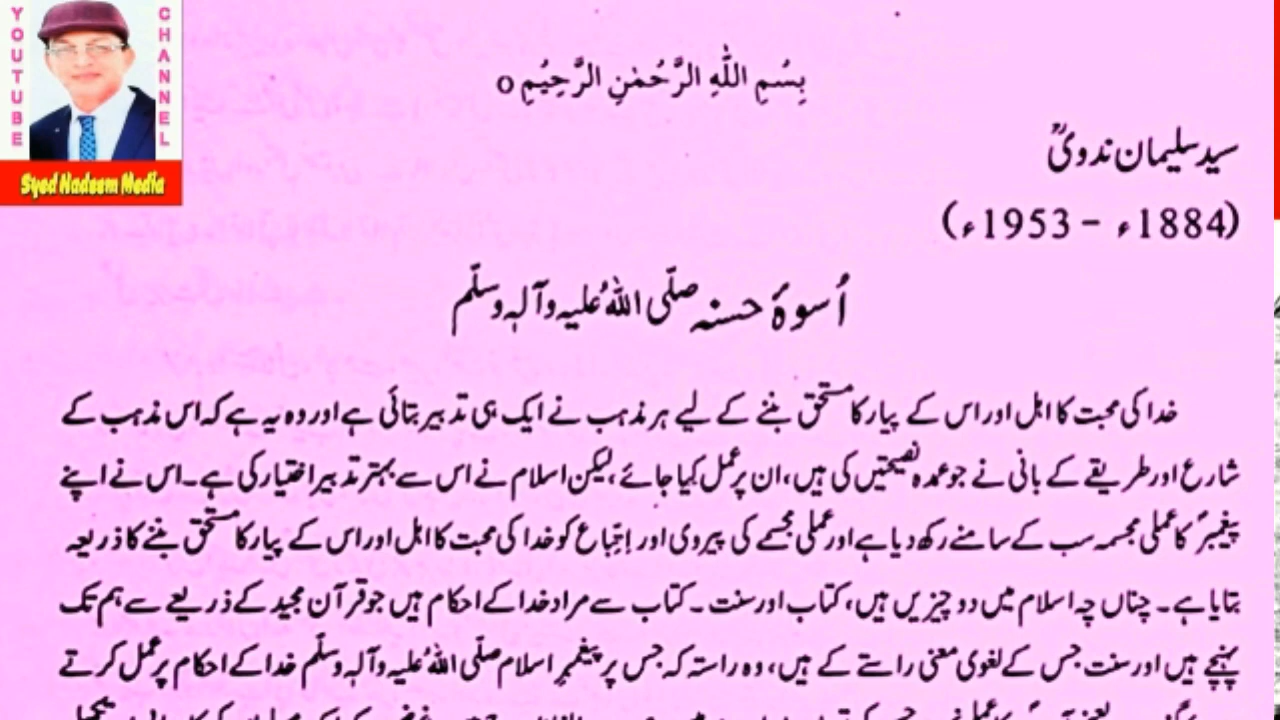 YOUTUBE
CHANNEL
Syed Nadeem Media
بِسْمِ اللّٰهِ الرَّحْمٰنِ الرَّحِيْمِ o
سید سلیمان ندویؒ
(1884ء - 1953ء)
اُسوۂ حسنہ صلّی اللہُ علیہ وآلہٖ وسلّم
خدا کی محبت کا اہل اور اس کے پیار کا مستحق بننے کے لیے ہر مذہب نے ایک ہی تدبیر بتائی ہے اور وہ یہ ہے کہ اس مذہب کے
شارع اور طریقے کے بانی نے جو عمدہ نصیحتیں کی ہیں، ان پر عمل کیا جائے، لیکن اسلام نے اس سے بہتر تدبیر اختیار کی ہے۔ اس نے اپنے
پیغمبرؐ کا عملی مجسمہ سب کے سامنے رکھ دیا ہے اور عملی مجسمے کی پیروی اور اِتّباع کو خدا کی محبت کا اہل اور اس کے پیار کا مستحق بننے کا ذریعہ
بتایا ہے۔ چناں چہ اسلام میں دو چیزیں ہیں، کتاب اور سنت۔ کتاب سے مراد خدا کے احکام ہیں جو قرآن مجید کے ذریعے سے ہم تک
پہنچے ہیں اور سنت جس کے لغوی معنی راستے کے ہیں، وہ راستہ کہ جس پر پیغمبرِ اسلام صلّی اللہُ علیہ وآلہٖ وسلّم خدا کے احکام پر عمل کرتے